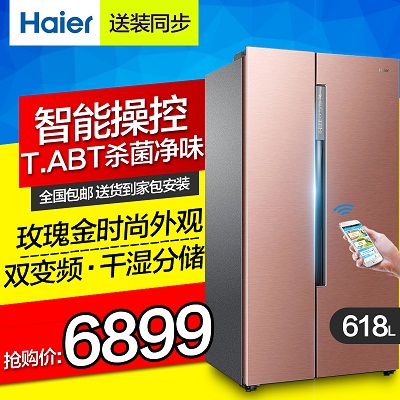 Haier 送装同步
智能操控
T.ABT杀菌净味
全国包邮 送货到家包安装
玫瑰金时尚外观
双变频·干湿分储
抢购价:6899
Haier
618L